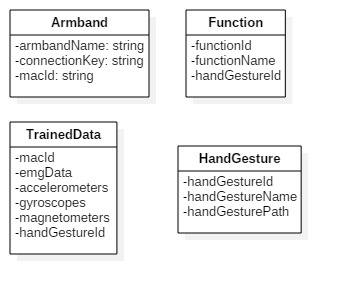 Armband
-armbandName: string
-connectionKey: string
-macId: string
Function
-functionId
-functionName
-handGestureId
TrainedData
-macId
-emgData
-accelerometers
-gyroscopes
-magnetometers
-handGestureId
HandGesture
-handGestureId
-handGestureName
-handGesturePath